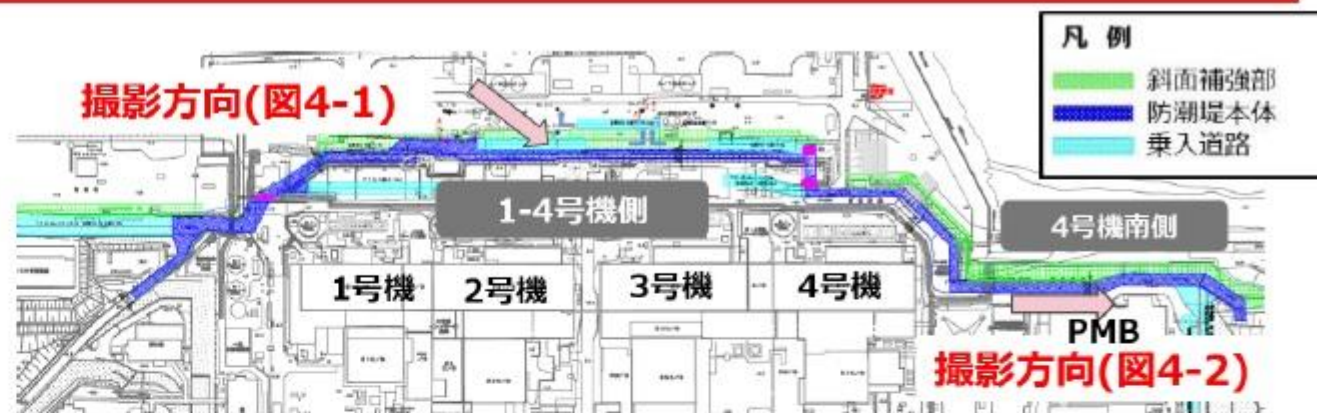 凡 例
斜面補強部
防潮堤本体
乗入道路
撮影方向(図4-1)
1-4号機側
4号機南側
1号機
2号機
3号機
4号機
PMB
撮影方向(図4-2)